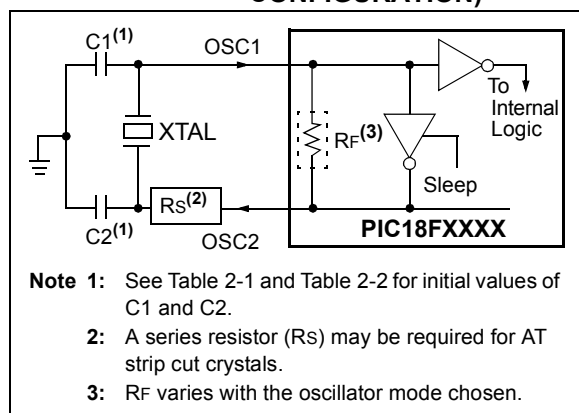 CONFIGURATION)
C1(1)
OSC1
To
Internal
Logic
XTAL
RF(3)
Sleep
RS(2)
C2(1)
OSC2
PIC18FXXXX
Note 1: See Table 2-1 and Table 2-2 for initial values of
C1 and C2.
2: A series resistor (RS) may be required for AT
strip cut crystals.
3: RF varies with the oscillator mode chosen.